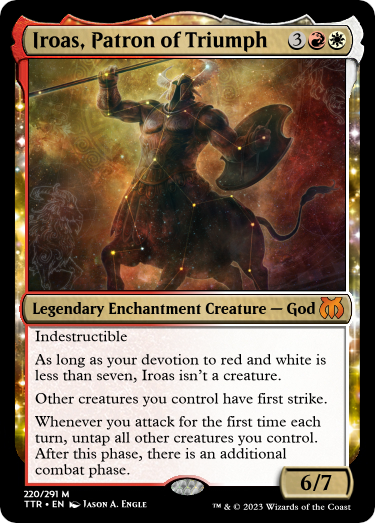 Iroas, Patron of Triumph 3
Legendary Enchantment Creature — God
Indestructible
As long as your devotion to red and white is
less than seven, Iroas isn't a creature.
Other creatures you control have first strike.
Whenever you attack for the first time each
turn, untap all other creatures you control.
After this phase, there is an additional
combat phase.
6/7
220/291 M
TTR • EN Jason A. Engle
™ & © 2023 Wizards of the Coast